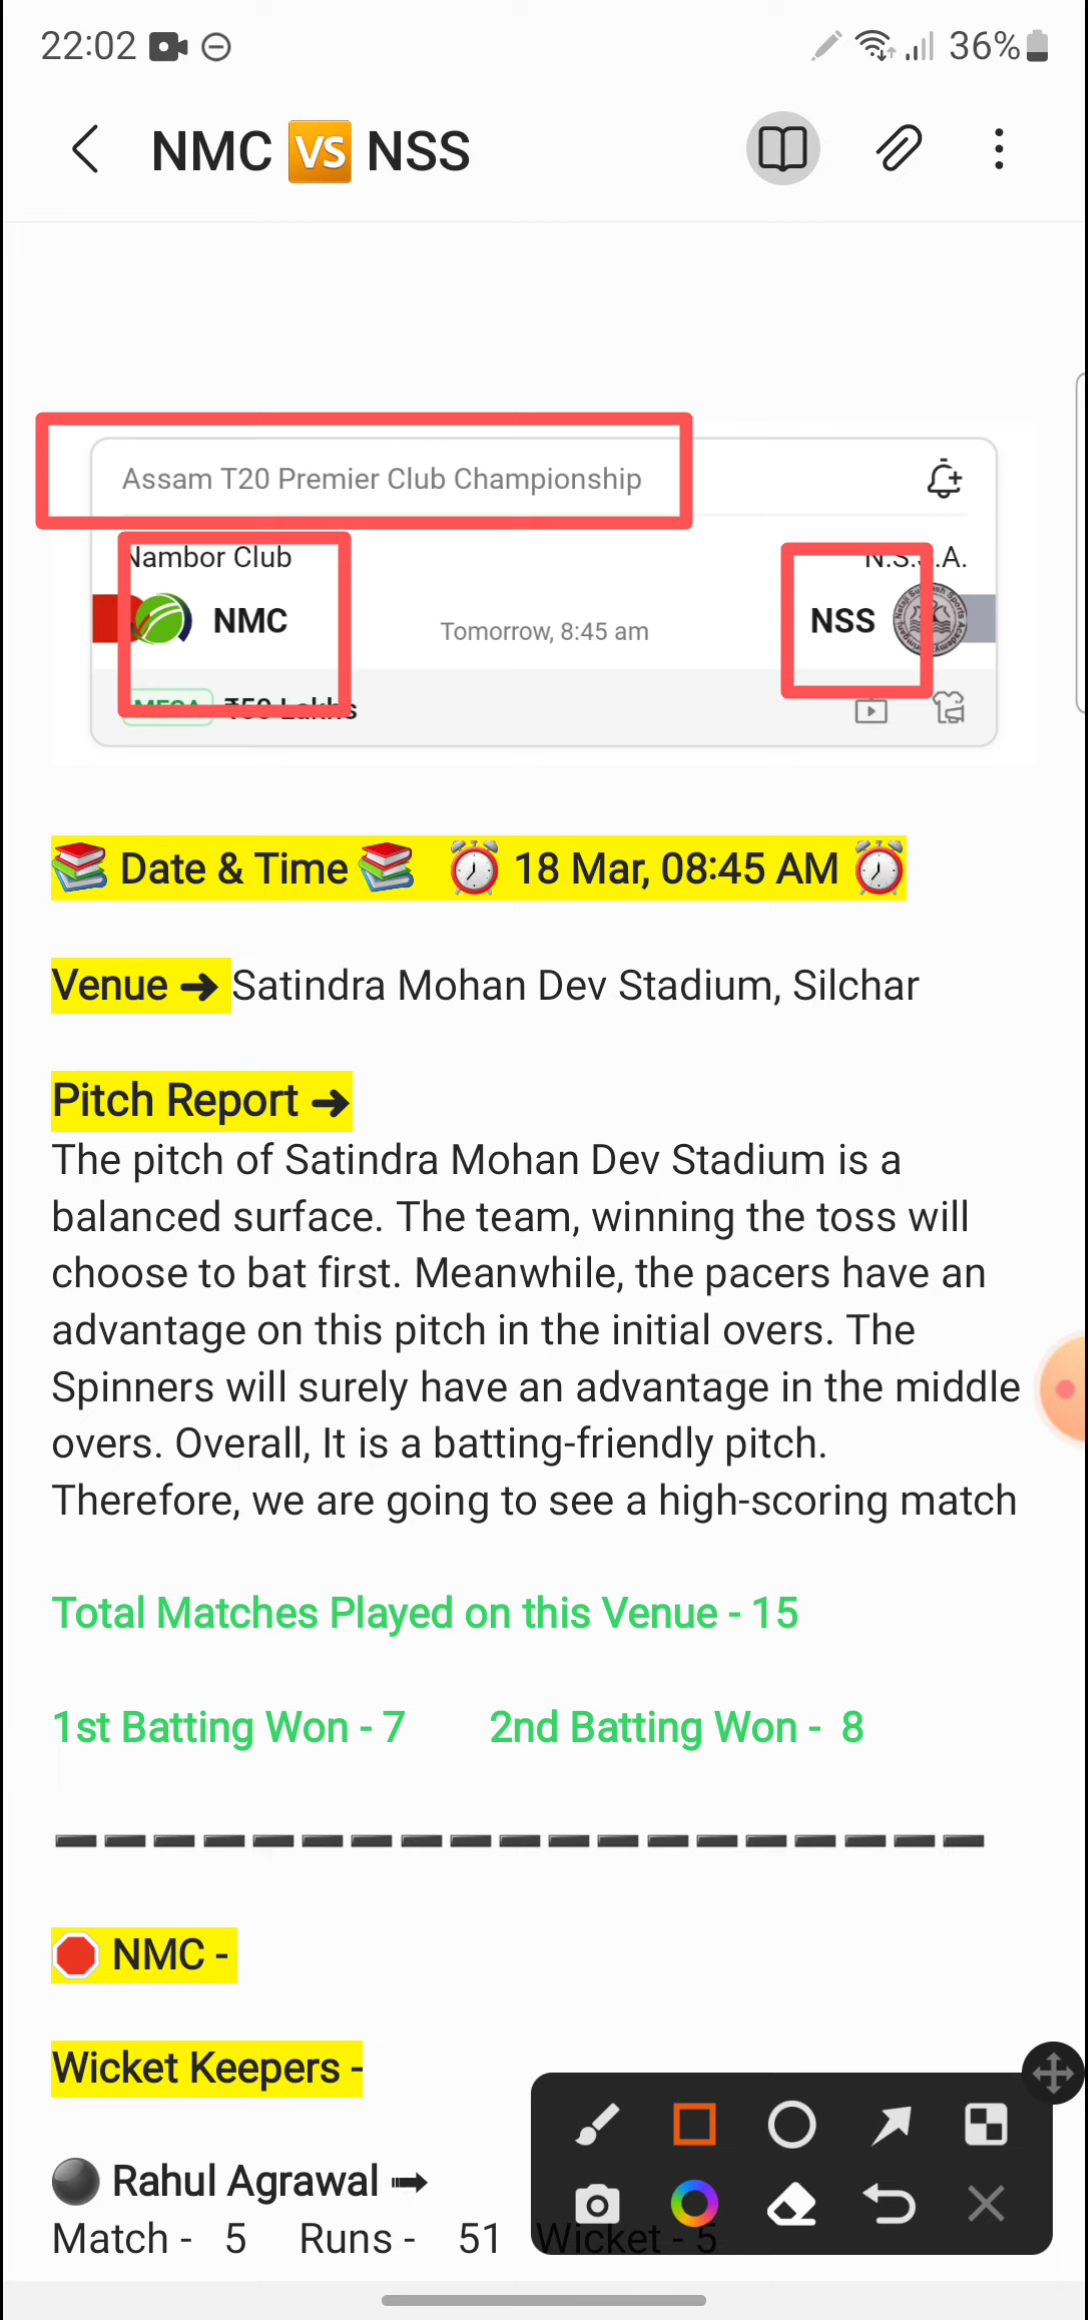 22:02 36%
NMC VS NSS
Assam T20 Premier Club Championship
Nambor Club N.S.S.A.
NMC Tomorrow, 8:45 am NSS
MEGA ₹50 Lakhs
Date & Time 18 Mar, 08:45 AM
Venue ➔ Satindra Mohan Dev Stadium, Silchar
Pitch Report ➔
The pitch of Satindra Mohan Dev Stadium is a
balanced surface. The team, winning the toss will
choose to bat first. Meanwhile, the pacers have an
advantage on this pitch in the initial overs. The
Spinners will surely have an advantage in the middle
overs. Overall, It is a batting-friendly pitch.
Therefore, we are going to see a high-scoring match
Total Matches Played on this Venue - 15
1st Batting Won - 7 2nd Batting Won - 8
NMC -
Wicket Keepers -
Rahul Agrawal ➟
Match - 5 Runs - 51 Wicket - 5